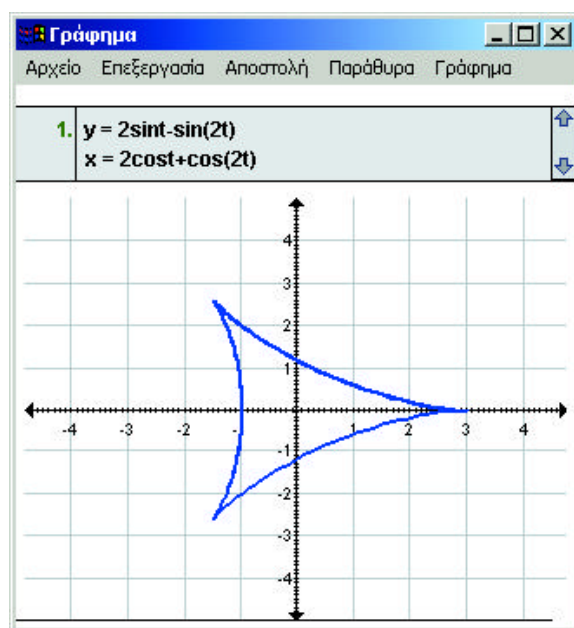 Γράφημα
Αρχείο Επεξεργασία Αποστολή Παράθυρα Γράφημα
1. y = 2sint-sin(2t)
x = 2cost+cos(2t)
4
3
2
1
-4 -3 -2 -1 1 2 3 4
-1
-2
-3
-4